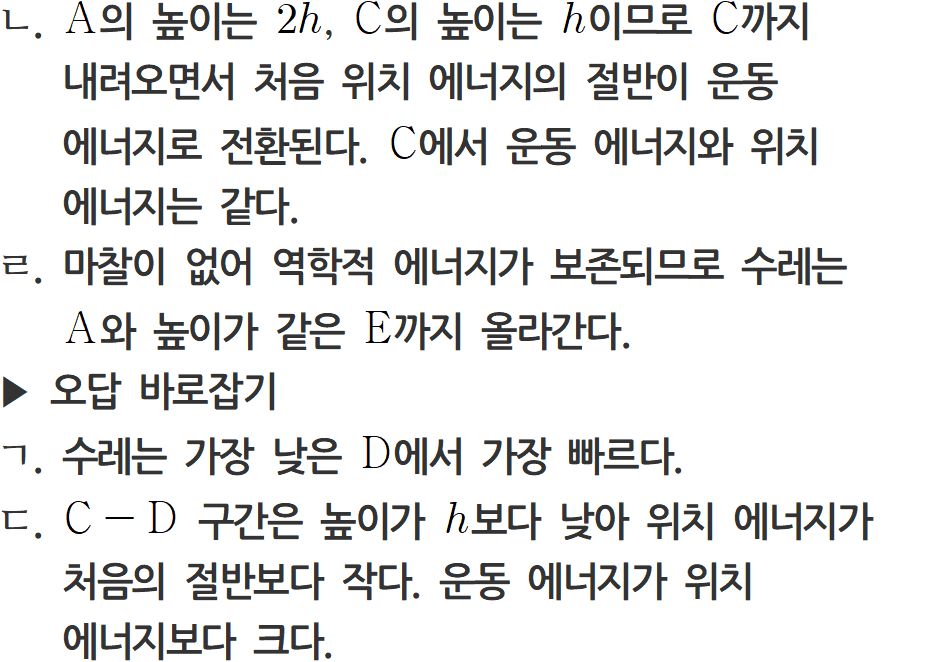 ㄴ. A의 높이는 2h, C의 높이는 h이므로 C까지
내려오면서 처음 위치 에너지의 절반이 운동
에너지로 전환된다. C에서 운동 에너지와 위치
에너지는 같다.
ㄹ. 마찰이 없어 역학적 에너지가 보존되므로 수레는
A와 높이가 같은 E까지 올라간다.
▶ 오답 바로잡기
ㄱ. 수레는 가장 낮은 D에서 가장 빠르다.
ㄷ. C - D 구간은 높이가 h보다 낮아 위치 에너지가
처음의 절반보다 작다. 운동 에너지가 위치
에너지보다 크다.